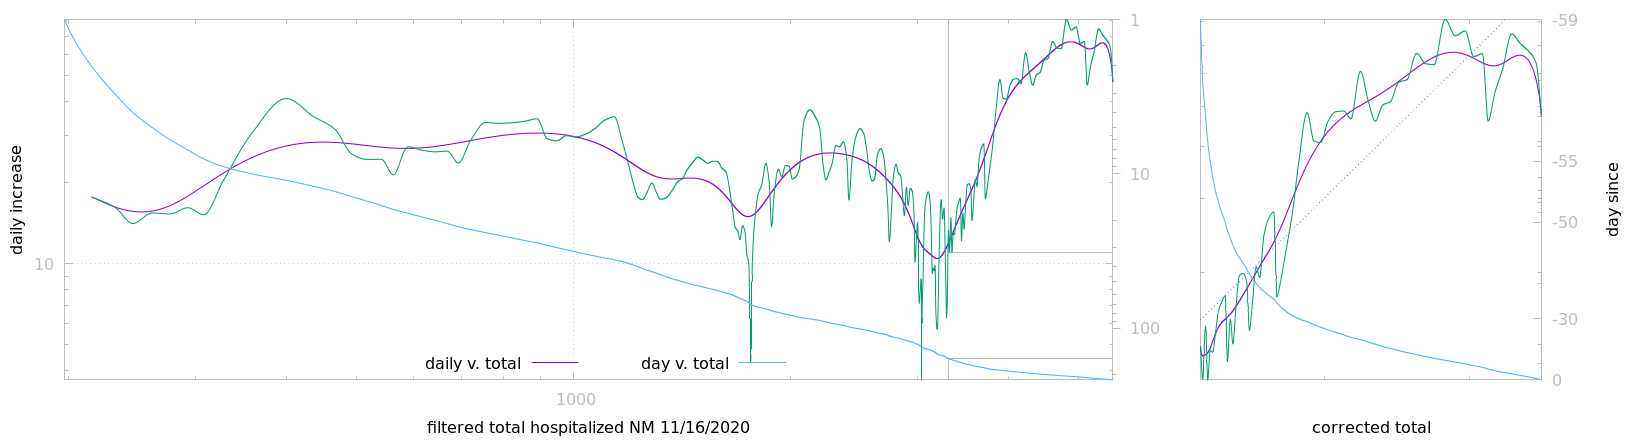 1
-59
10
-55
-50
daily increase
day since
10
-30
100
daily v. total
day v. total
0
1000
filtered total hospitalized NM 11/16/2020
corrected total